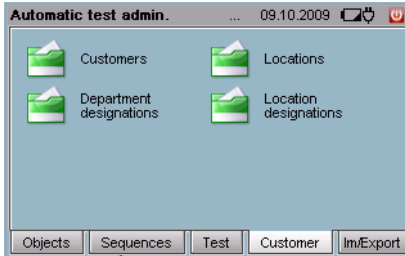 Automatic test admin. ... 09.10.2009
Customers
Locations
Department
designations
Location
designations
Objects Sequences Test Customer Im/Export